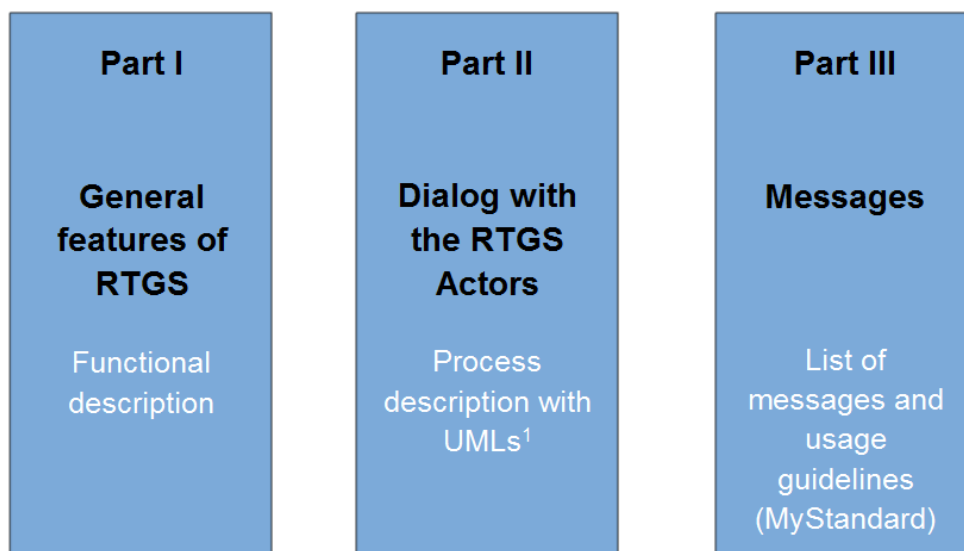 Part I
General
features of
RTGS
Functional
description
Part II
Dialog with
the RTGS
Actors
Process
description with
UMLs¹
Part III
Messages
List of
messages and
usage
guidelines
(MyStandard)